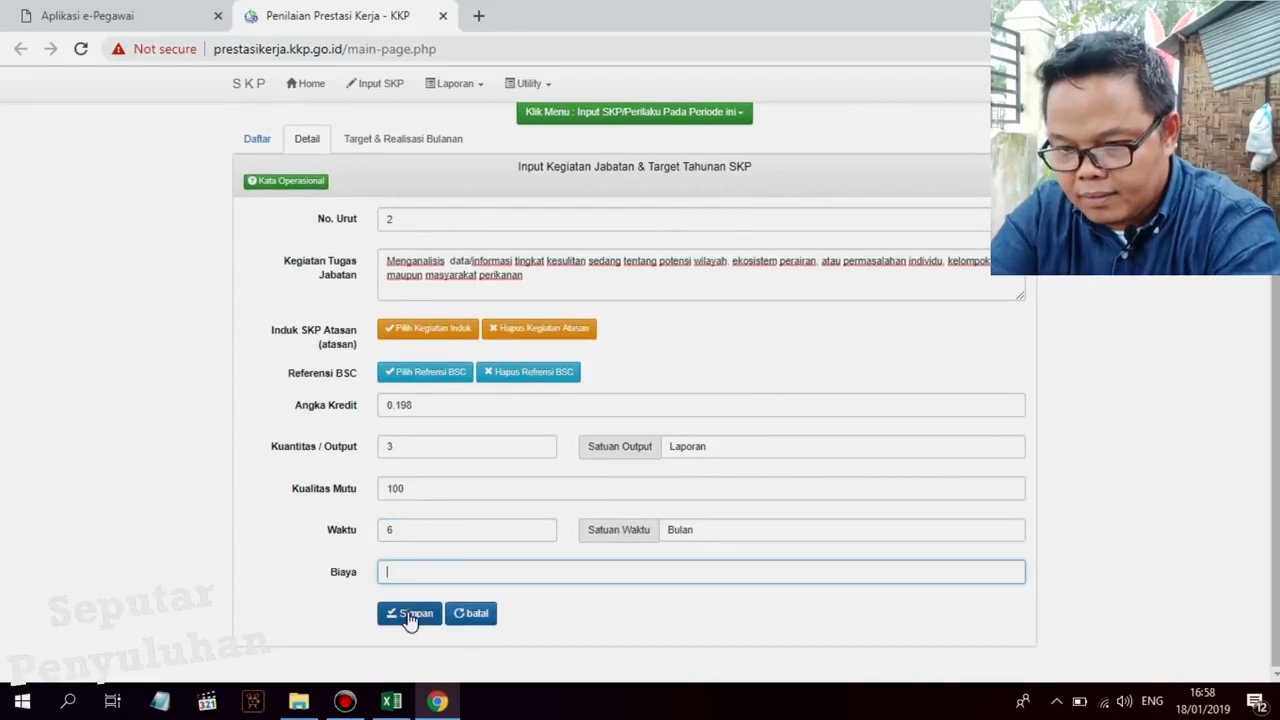 Aplikasi e-Pegawai
Penilaian Prestasi Kerja - KKP
Not secure
prestasikerja.kkp.go.id/main-page.php
S K P
Home
Input SKP
Laporan
Utility
Klik Menu : Input SKP/Perilaku Pada Periode ini
Daftar
Detail
Target & Realisasi Bulanan
Input Kegiatan Jabatan & Target Tahunan SKP
Kata Operasional
No. Urut
2
Kegiatan Tugas
Jabatan
Menganalisis data/informasi tingkat kesulitan sedang tentang potensi wilayah, ekosistem perairan, atau permasalahan individu, kelompok
maupun masyarakat perikanan
Induk SKP Atasan
(atasan)
Pilih Kegiatan Induk
Hapus Kegiatan Atasan
Referensi BSC
Pilih Refrensi BSC
Hapus Refrensi BSC
Angka Kredit
0.198
Kuantitas / Output
3
Satuan Output
Laporan
Kualitas Mutu
100
Waktu
6
Satuan Waktu
Bulan
Biaya
Simpan
batal
Seputar
Penyuluhan
ENG
16:58
18/01/2019
12